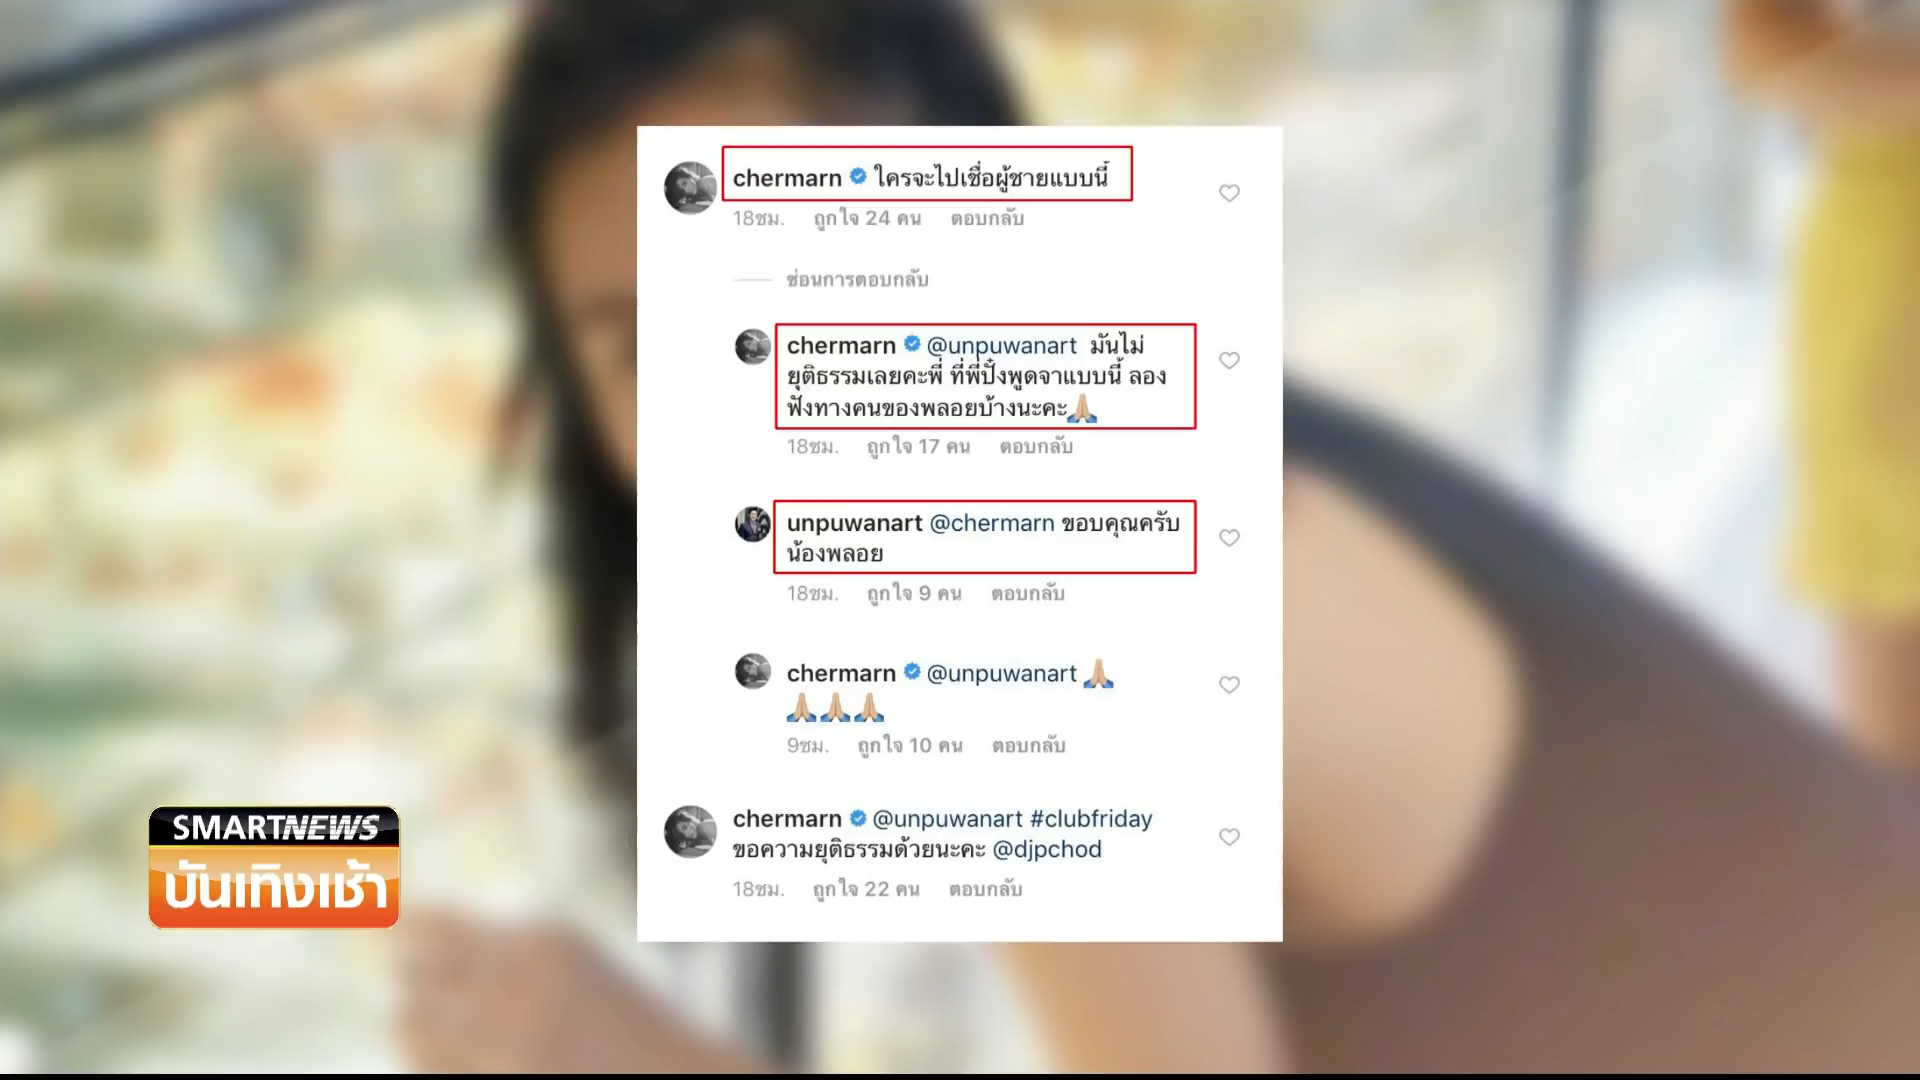 chermarn ใครจะไปเชื่อผู้ชายแบบนี้
18ชม. ถูกใจ 24 คน ตอบกลับ
ซ่อนการตอบกลับ
chermarn @unpuwanart มันไม่
ยุติธรรมเลยคะพี่ ที่พี่ปิ๋งพูดจาแบบนี้ ลอง
ฟังทางคนของพลอยบ้างนะคะ🙏🏼
18ชม. ถูกใจ 17 คน ตอบกลับ
unpuwanart @chermarn ขอบคุณครับ
น้องพลอย
18ชม. ถูกใจ 9 คน ตอบกลับ
chermarn @unpuwanart 🙏🏼
🙏🏼🙏🏼🙏🏼
9ชม. ถูกใจ 10 คน ตอบกลับ
chermarn @unpuwanart #clubfriday
ขอความยุติธรรมด้วยนะคะ @djpchod
18ชม. ถูกใจ 22 คน ตอบกลับ
SMARTNEWS
บันเทิงเช้า